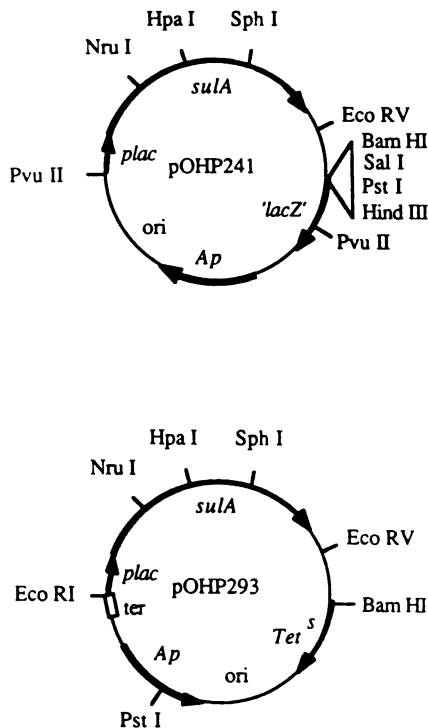 Hpa I
Sph I
Nru I
sulA
Eco RV
Bam HI
Sal I
Pst I
Hind III
plac
pOHP241
Pvu II
'lacZ'
Pvu II
ori
Ap
Hpa I
Sph I
Nru I
sulA
Eco RV
plac
pOHP293
Eco RI
ter
Bam HI
Tet s
Ap
ori
Pst I